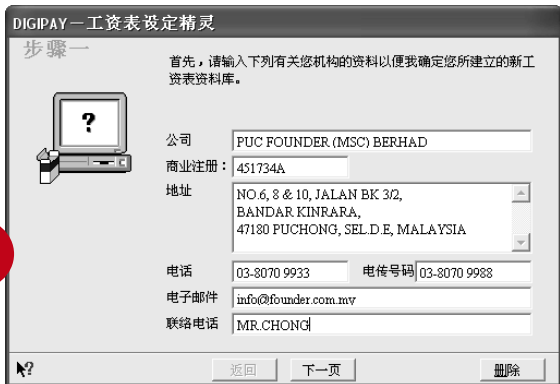 DIGIPAY－工资表设定精灵
步骤一
首先，请输入下列有关您机构的资料以便我确定您所建立的新工
资表资料库。
?
公司 PUC FOUNDER (MSC) BERHAD
商业注册： 451734A
地址 NO.6, 8 & 10, JALAN BK 3/2,
BANDAR KINRARA,
47180 PUCHONG, SEL.D.E, MALAYSIA
电话 03-8070 9933 电传号码 03-8070 9988
电子邮件 info@founder.com.my
联络电话 MR.CHONG
? 返回 下一页 删除